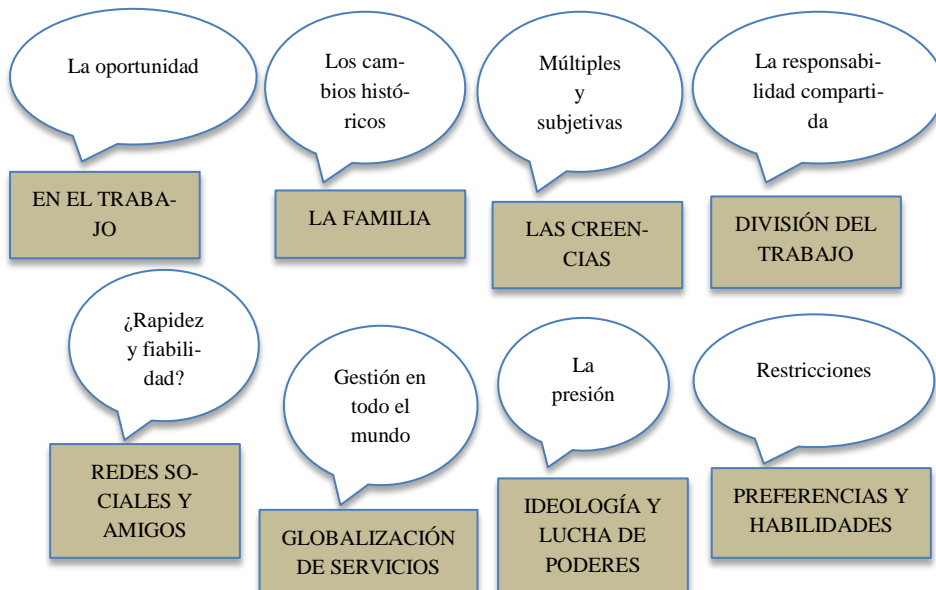 La oportunidad
EN EL TRABA-
JO
Los cam-
bios histó-
ricos
LA FAMILIA
Múltiples
y
subjetivas
LAS CREEN-
CIAS
La responsabi-
lidad comparti-
da
DIVISIÓN DEL
TRABAJO
¿Rapidez
y fiabili-
dad?
REDES SO-
CIALES Y
AMIGOS
Gestión en
todo el
mundo
GLOBALIZACIÓN
DE SERVICIOS
La
presión
IDEOLOGÍA Y
LUCHA DE
PODERES
Restricciones
PREFERENCIAS Y
HABILIDADES